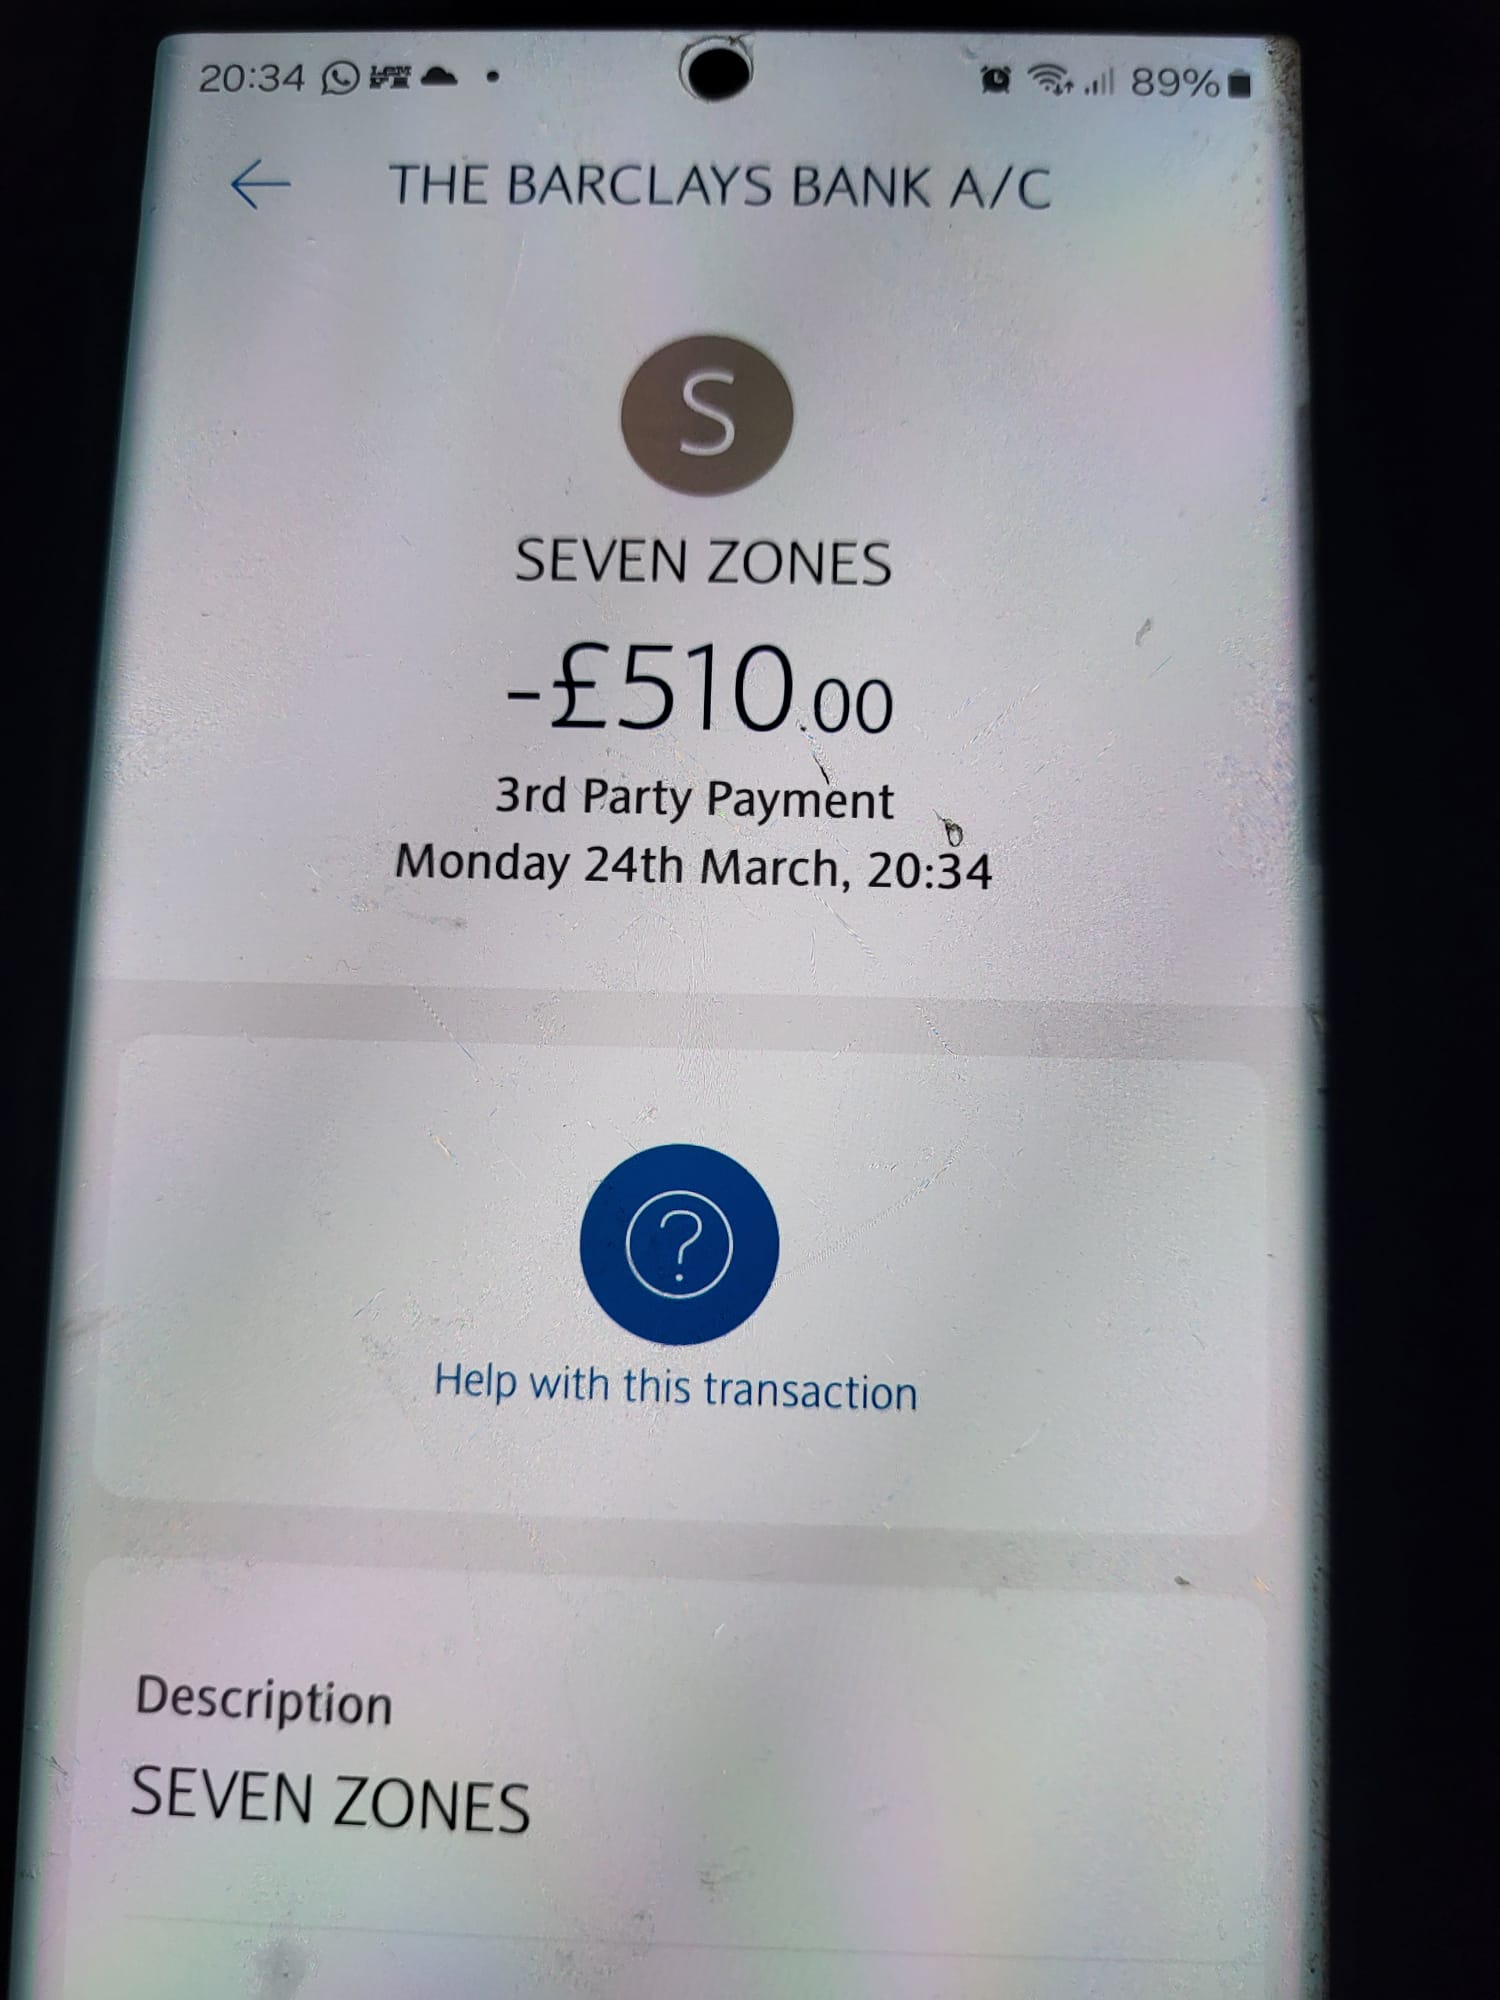 20:34
89%
THE BARCLAYS BANK A/C
S
SEVEN ZONES
-£510.00
3rd Party Payment
Monday 24th March, 20:34
?
Help with this transaction
Description
SEVEN ZONES